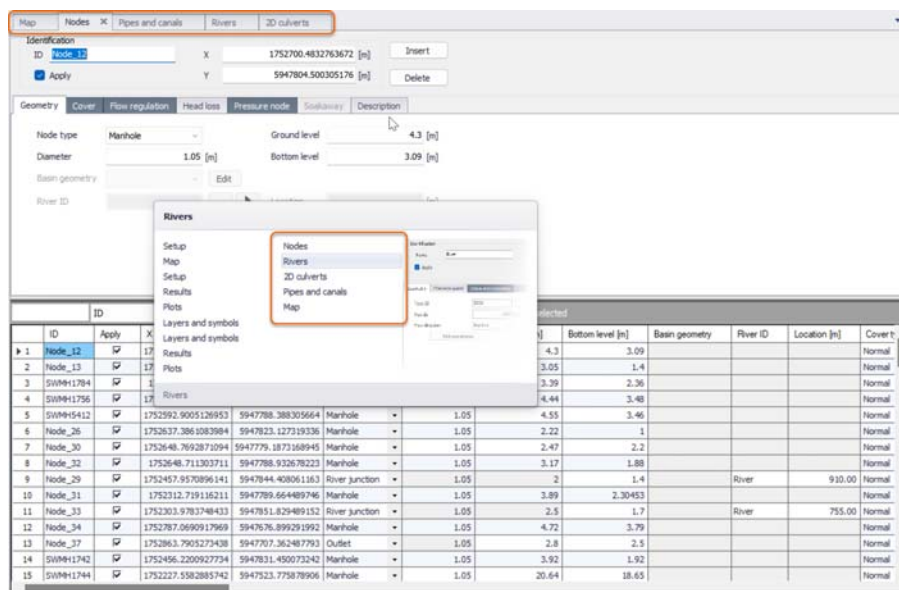 Map Nodes × Pipes and canals Rivers 2D culverts
Identification
ID Node_12 X 1752700.4832763672 [m] Insert
Apply Y 5947804.500305176 [m] Delete
Geometry Cover Flow regulation Head loss Pressure node Soakaway Description
Node type Manhole Ground level 4.3 [m]
Diameter 1.05 [m] Bottom level 3.09 [m]
Basin geometry Edit
River ID
Rivers
Setup Nodes
Map Rivers
Setup 2D culverts
Results Pipes and canals
Plots Map
Layers and symbols
Layers and symbols
Results
Plots
Rivers
ID selected
ID Apply X Bottom level [m] Basin geometry River ID Location [m] Cover
1 Node_12 17 4.3 3.09 Normal
2 Node_13 17 3.05 1.4 Normal
3 SWMH1784 1 3.39 2.36 Normal
4 SWMH1756 17 4.44 3.48 Normal
5 SWMH5412 1752592.9005126953 5947788.388305664 Manhole 1.05 4.55 3.46 Normal
6 Node_26 1752637.3861083984 5947823.127319336 Manhole 1.05 2.22 1 Normal
7 Node_30 1752648.7692871094 5947779.1873168945 Manhole 1.05 2.47 2.2 Normal
8 Node_32 1752648.711303711 5947788.932678223 Manhole 1.05 3.17 1.88 Normal
9 Node_29 1752457.9570896141 5947844.408061163 River junction 1.05 2 1.4 River 910.00 Normal
10 Node_31 1752312.719116211 5947789.664489746 Manhole 1.05 3.89 2.30453 Normal
11 Node_33 1752303.9783748433 5947851.829489152 River junction 1.05 2.5 1.7 River 755.00 Normal
12 Node_34 1752787.0690917969 5947676.899291992 Manhole 1.05 4.72 3.79 Normal
13 Node_37 1752863.7905273438 5947707.362487793 Outlet 1.05 2.8 2.5 Normal
14 SWMH1742 1752456.2200927734 5947831.450073242 Manhole 1.05 3.92 1.92 Normal
15 SWMH1744 1752227.5582885742 5947523.775878906 Manhole 1.05 20.64 18.65 Normal